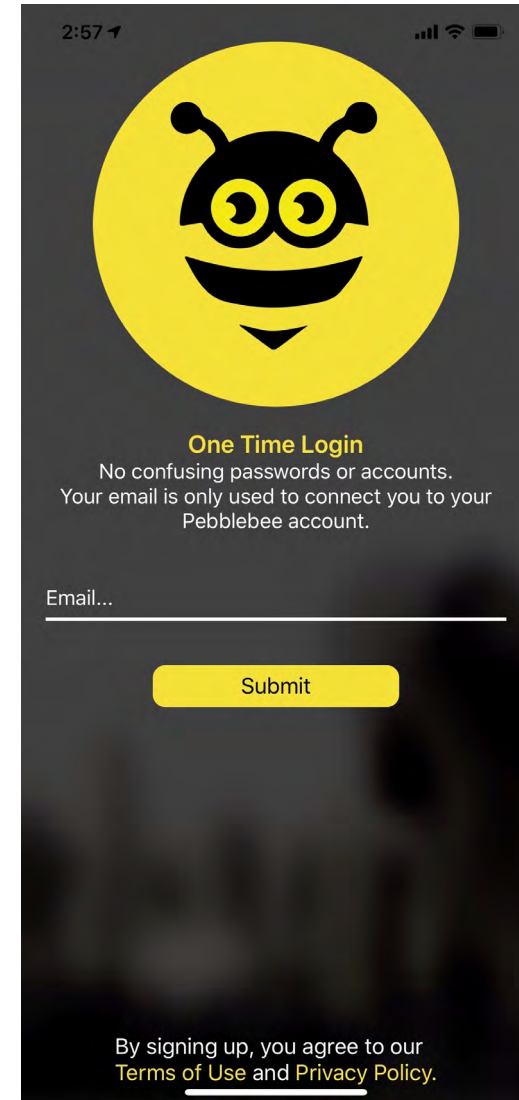 2:57
One Time Login
No confusing passwords or accounts.
Your email is only used to connect you to your
Pebblebee account.
Email...
Submit
By signing up, you agree to our
Terms of Use and Privacy Policy.